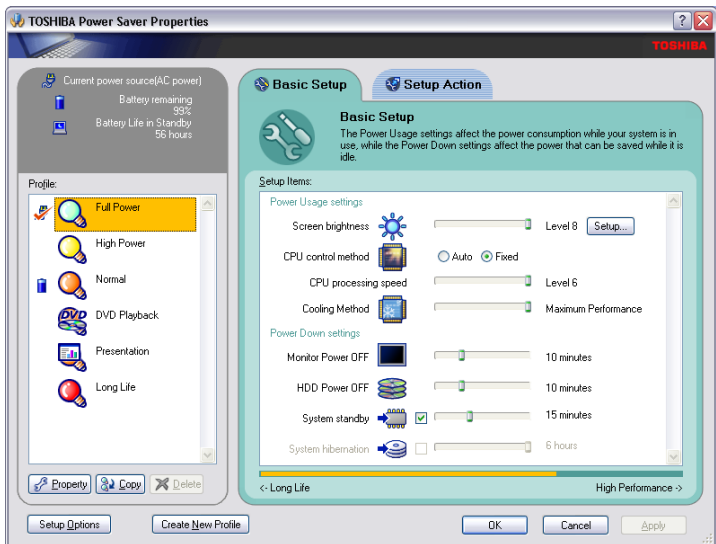 TOSHIBA Power Saver Properties
TOSHIBA
Current power source(AC power)
Battery remaining
99%
Battery Life in Standby
56 hours
Profile:
Full Power
High Power
Normal
DVD
DVD Playback
Presentation
Long Life
Property
Copy
Delete
Setup Options
Create New Profile
Basic Setup
Setup Action
Basic Setup
The Power Usage settings affect the power consumption while your system is in
use, while the Power Down settings affect the power that can be saved while it is
idle.
Setup Items:
Power Usage settings
Screen brightness Level 8 Setup...
CPU control method Auto Fixed
CPU processing speed Level 6
Cooling Method Maximum Performance
Power Down settings
Monitor Power OFF 10 minutes
HDD Power OFF 10 minutes
System standby 15 minutes
System hibernation 6 hours
<- Long Life High Performance ->
OK Cancel Apply